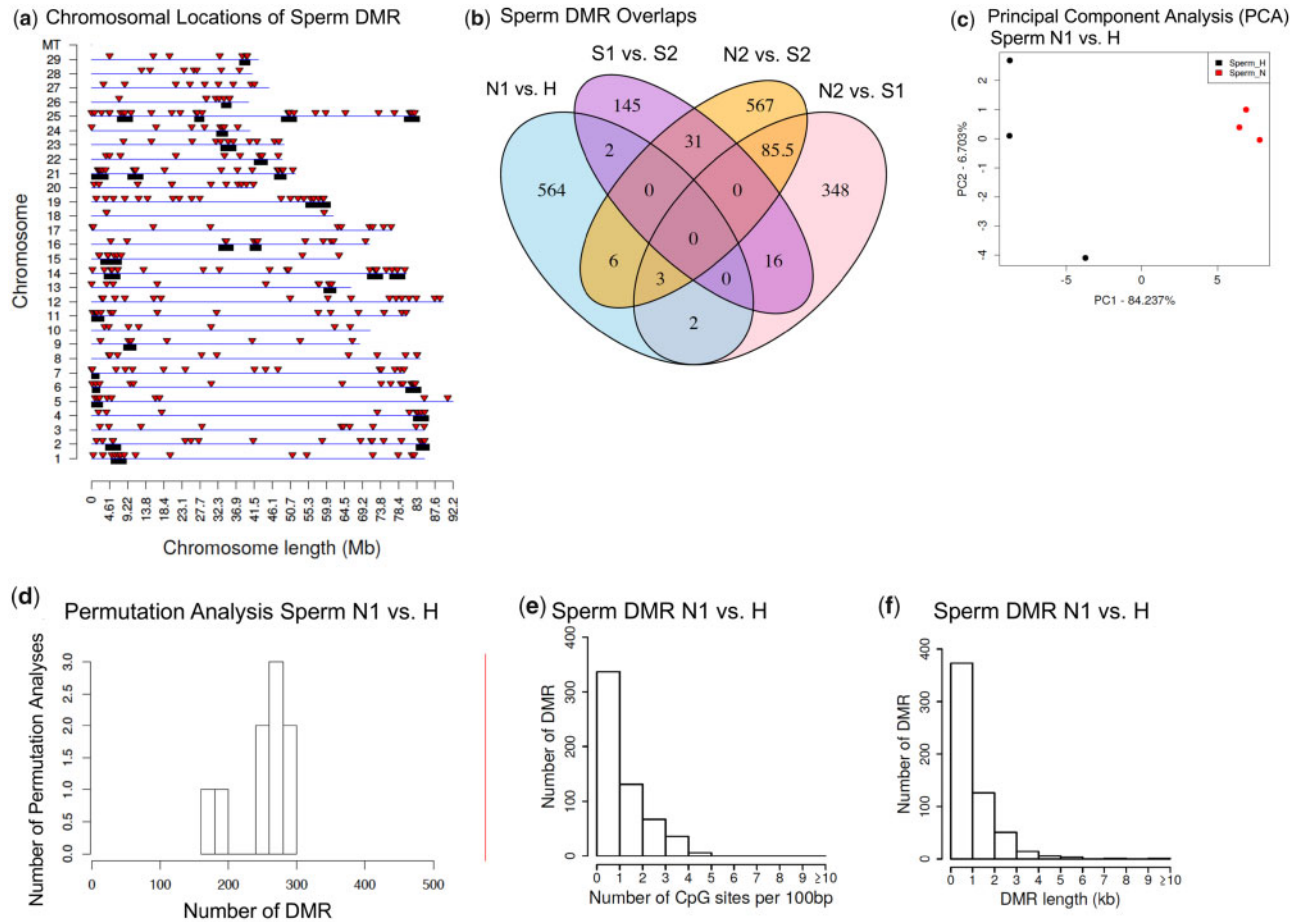 (a) Chromosomal Locations of Sperm DMR
Chromosome
MT
29
28
27
26
25
24
23
22
21
20
19
18
17
16
15
14
13
12
11
10
9
8
7
6
5
4
3
2
1
0 4.61 9.22 13.8 18.4 23.1 27.7 32.3 36.9 41.5 46.1 50.7 55.3 59.9 64.5 69.2 73.8 78.4 83 87.6 92.2
Chromosome length (Mb)
(b) Sperm DMR Overlaps
S1 vs. S2 N2 vs. S2
N1 vs. H N2 vs. S1
145 567
31
2 85.5
564 0 0 348
0
6 16
3 0
2
(c) Principal Component Analysis (PCA)
Sperm N1 vs. H
Sperm_H
Sperm_N
PC2 - 6.703%
2
1
0
-1
-2
-3
-4
-5 5
PC1 - 84.237%
(d) Permutation Analysis Sperm N1 vs. H
Number of Permutation Analyses
3.0
2.5
2.0
1.5
1.0
0.5
0.0
0 100 200 300 400 500
Number of DMR
(e) Sperm DMR N1 vs. H
Number of DMR
400
300
200
100
0
0 1 2 3 4 5 6 7 8 9 ≥10
Number of CpG sites per 100bp
(f) Sperm DMR N1 vs. H
Number of DMR
400
300
200
100
0
0 1 2 3 4 5 6 7 8 9 ≥10
DMR length (kb)